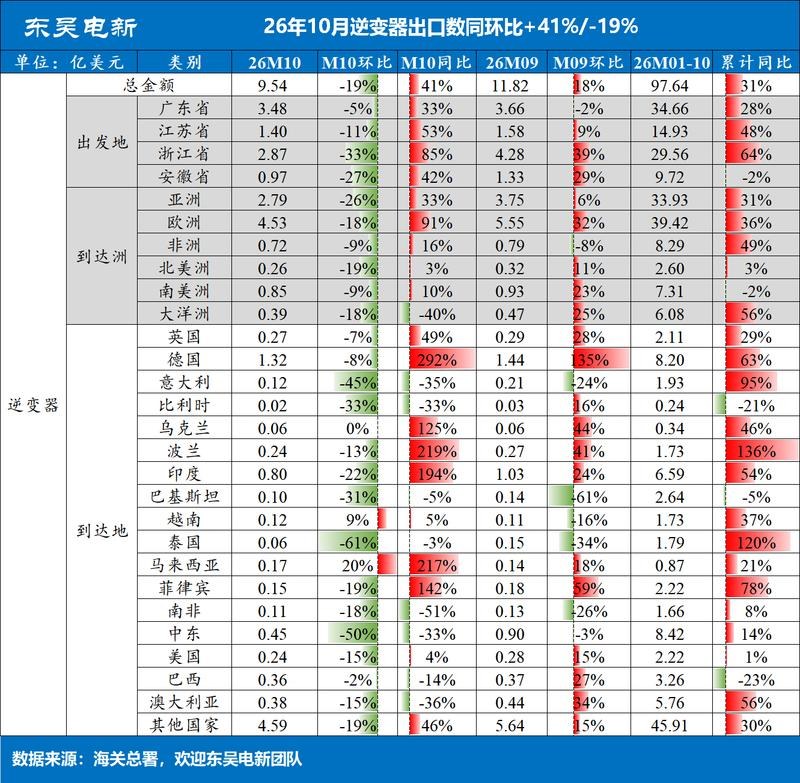 东吴电新 26年10月逆变器出口数同环比+41%/-19%
单位：亿美元 类别 26M10 M10环比 M10同比 26M09 M09环比 26M01-10 累计同比
总金额 9.54 -19% 41% 11.82 18% 97.64 31%
广东省 3.48 -5% 33% 3.66 -2% 34.66 28%
出发地 江苏省 1.40 -11% 53% 1.58 9% 14.93 48%
浙江省 2.87 -33% 85% 4.28 39% 29.56 64%
安徽省 0.97 -27% 42% 1.33 29% 9.72 -2%
亚洲 2.79 -26% 33% 3.75 6% 33.93 31%
欧洲 4.53 -18% 91% 5.55 32% 39.42 36%
到达洲 非洲 0.72 -9% 16% 0.79 -8% 8.29 49%
北美洲 0.26 -19% 3% 0.32 11% 2.60 3%
南美洲 0.85 -9% 10% 0.93 23% 7.31 -2%
大洋洲 0.39 -18% -40% 0.47 25% 6.08 56%
英国 0.27 -7% 49% 0.29 28% 2.11 29%
德国 1.32 -8% 292% 1.44 135% 8.20 63%
意大利 0.12 -45% -35% 0.21 -24% 1.93 95%
逆变器 比利时 0.02 -33% -33% 0.03 16% 0.24 -21%
乌克兰 0.06 0% 125% 0.06 44% 0.34 46%
波兰 0.24 -13% 219% 0.27 41% 1.73 136%
印度 0.80 -22% 194% 1.03 24% 6.59 54%
巴基斯坦 0.10 -31% -5% 0.14 -61% 2.64 -5%
越南 0.12 9% 5% 0.11 -16% 1.73 37%
到达地 泰国 0.06 -61% -3% 0.15 -34% 1.79 120%
马来西亚 0.17 20% 217% 0.14 18% 0.87 21%
菲律宾 0.15 -19% 142% 0.18 59% 2.22 78%
南非 0.11 -18% -51% 0.13 -26% 1.66 8%
中东 0.45 -50% -33% 0.90 -3% 8.42 14%
美国 0.24 -15% 4% 0.28 15% 2.22 1%
巴西 0.36 -2% -14% 0.37 27% 3.26 -23%
澳大利亚 0.38 -15% -36% 0.44 34% 5.76 56%
其他国家 4.59 -19% 46% 5.64 15% 45.91 30%
数据来源：海关总署，欢迎东吴电新团队